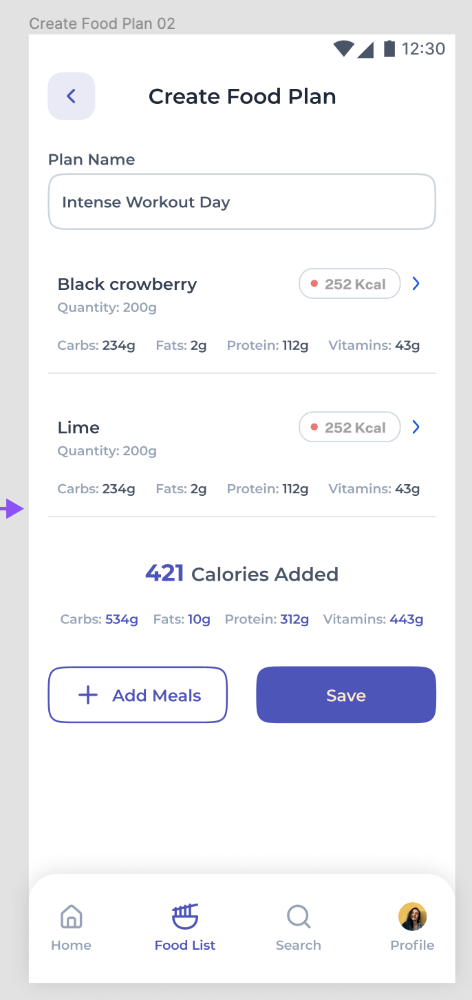 Create Food Plan 02
12:30
Create Food Plan
Plan Name
Intense Workout Day
Black crowberry
252 Kcal
Quantity: 200g
Carbs: 234g Fats: 2g Protein: 112g Vitamins: 43g
Lime
252 Kcal
Quantity: 200g
Carbs: 234g Fats: 2g Protein: 112g Vitamins: 43g
421 Calories Added
Carbs: 534g Fats: 10g Protein: 312g Vitamins: 443g
Add Meals
Save
Home
Food List
Search
Profile